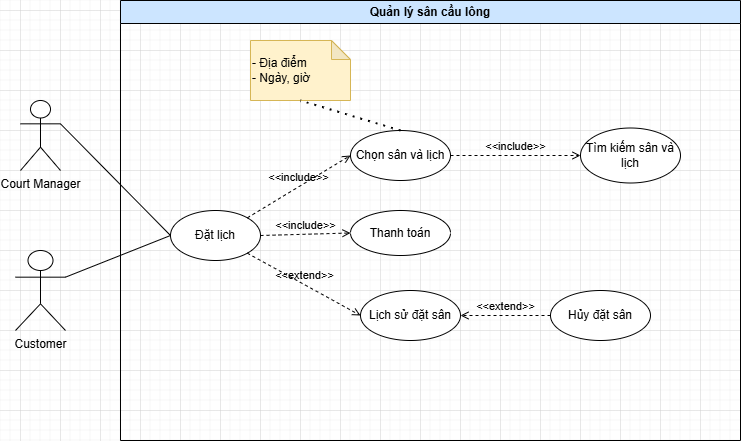 Quản lý sân cầu lông
- Địa điểm
- Ngày, giờ
Court Manager
Chọn sân và lịch
<<include>>
Tìm kiếm sân và
lịch
<<include>>
Đặt lịch
<<include>>
Thanh toán
Customer
<<extend>>
Lịch sử đặt sân
<<extend>>
Hủy đặt sân